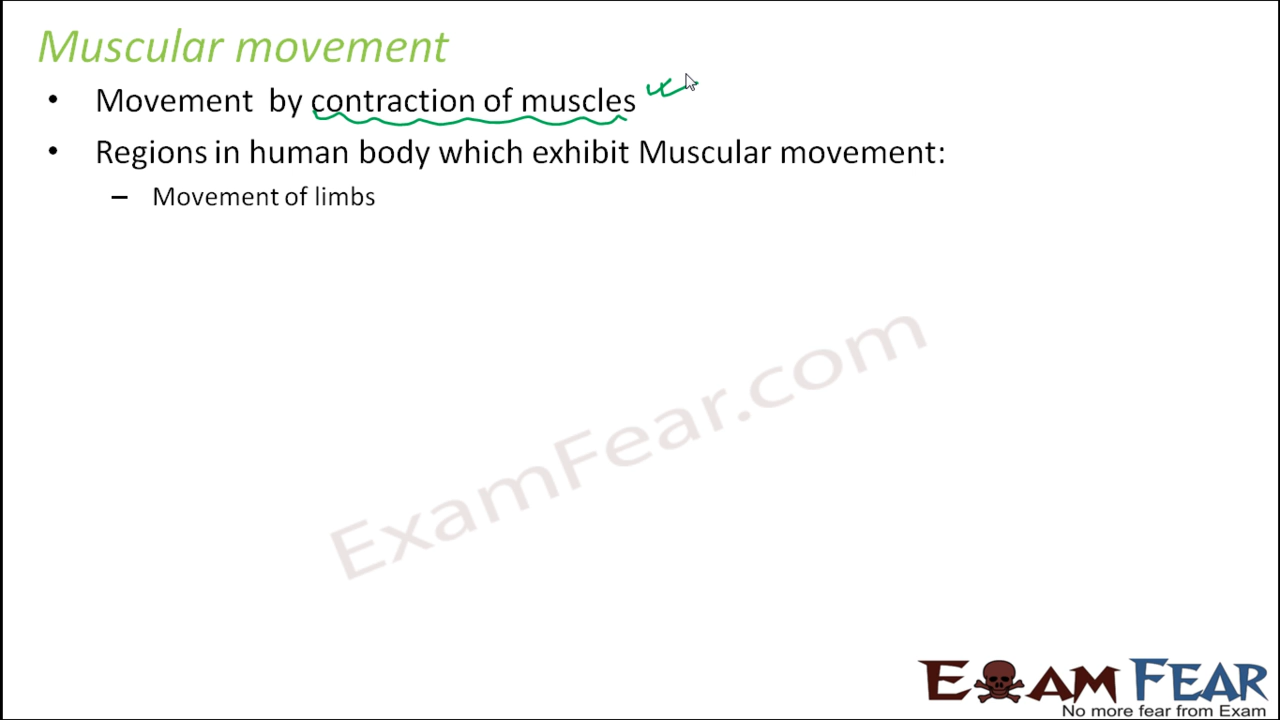 Muscular movement
• Movement by contraction of muscles
• Regions in human body which exhibit Muscular movement:
– Movement of limbs
ExamFear.com
EXAM FEAR
No more fear from Exam